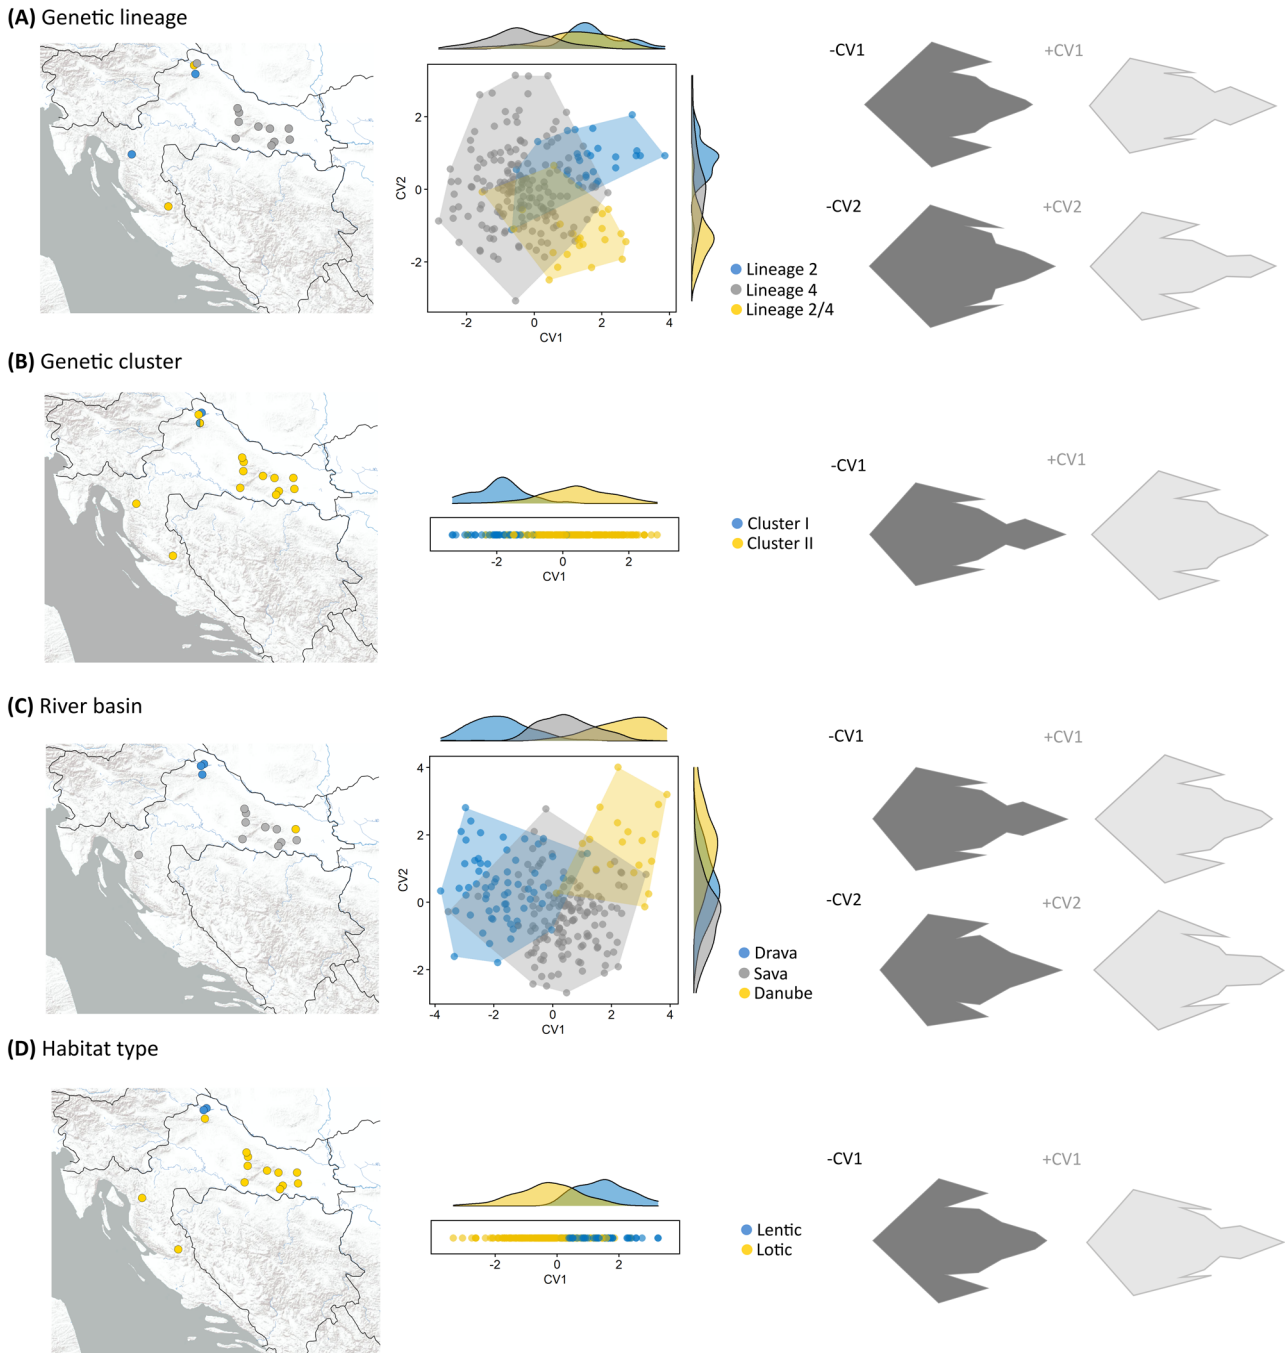 (A) Genetic lineage
-CV1
+CV1
2
0
-2
CV2
-2
0
2
4
CV1
Lineage 2
Lineage 4
Lineage 2/4
-CV2
+CV2
(B) Genetic cluster
-2
0
2
CV1
Cluster I
Cluster II
-CV1
+CV1
(C) River basin
4
2
0
-2
CV2
-4
-2
0
2
4
CV1
Drava
Sava
Danube
-CV1
+CV1
-CV2
+CV2
(D) Habitat type
-2
0
2
CV1
Lentic
Lotic
-CV1
+CV1